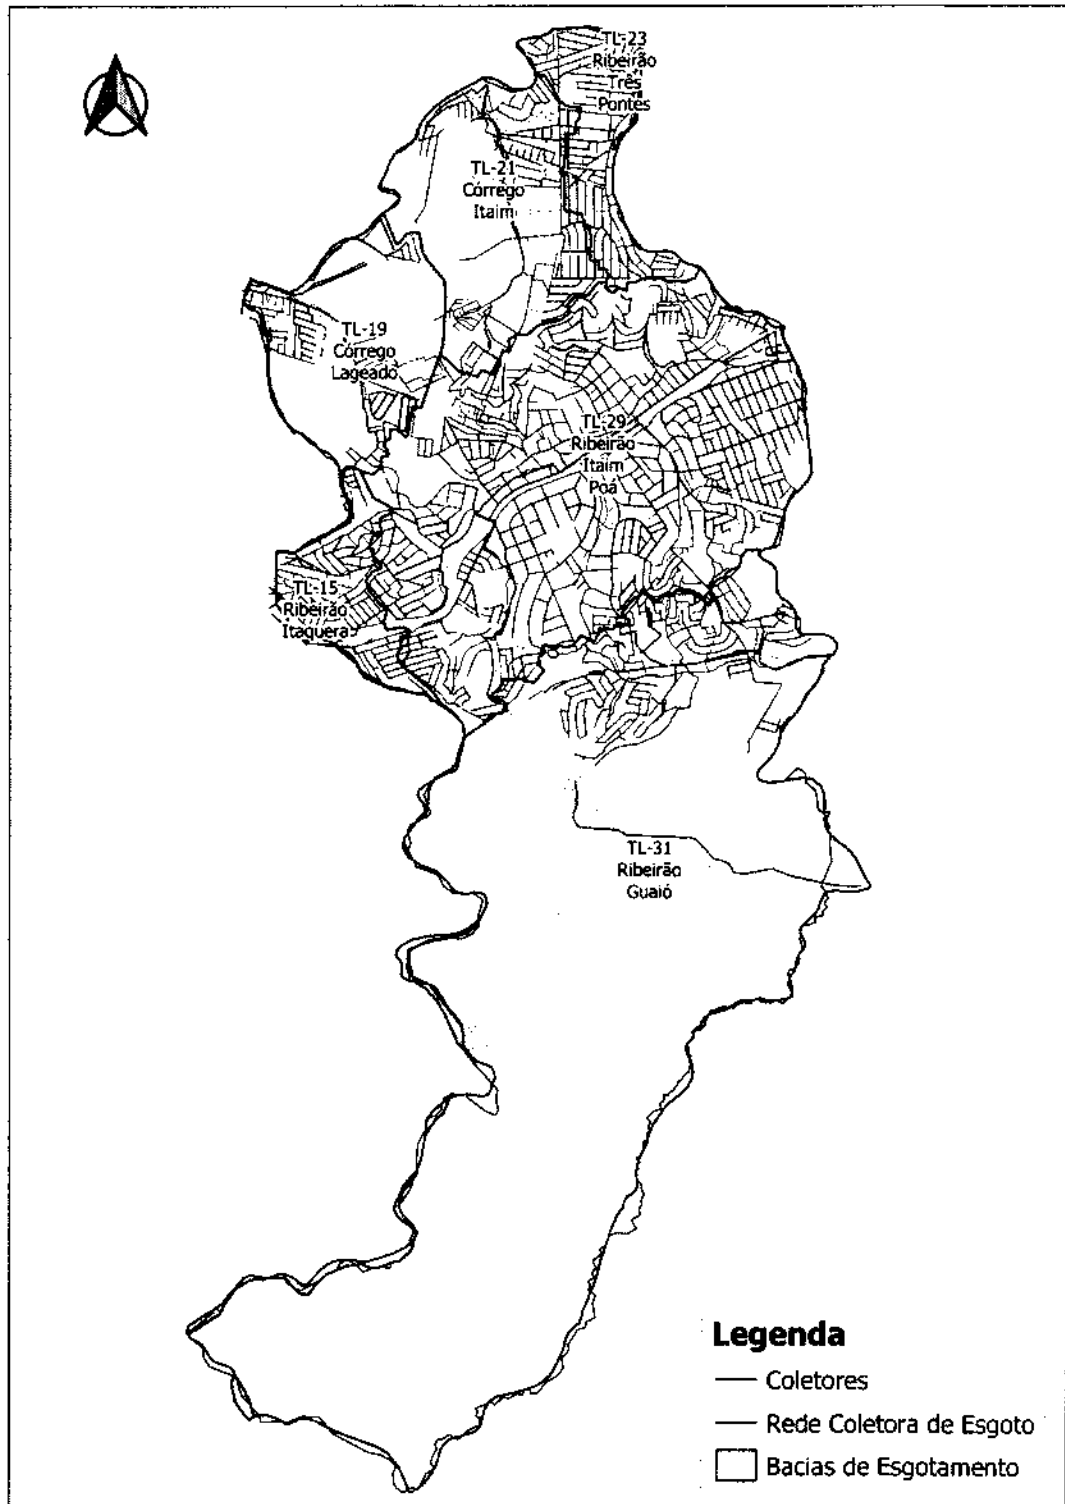 TL-23
Ribeirão
Três
Pontes
TL-21
Córrego
Itaim
TL-19
Córrego
Lageado
TL-29
Ribeirão
Itaim
Poá
TL-15
Ribeirão
Itaquera
TL-31
Ribeirão
Guaió
Legenda
Coletores
Rede Coletora de Esgoto
Bacias de Esgotamento